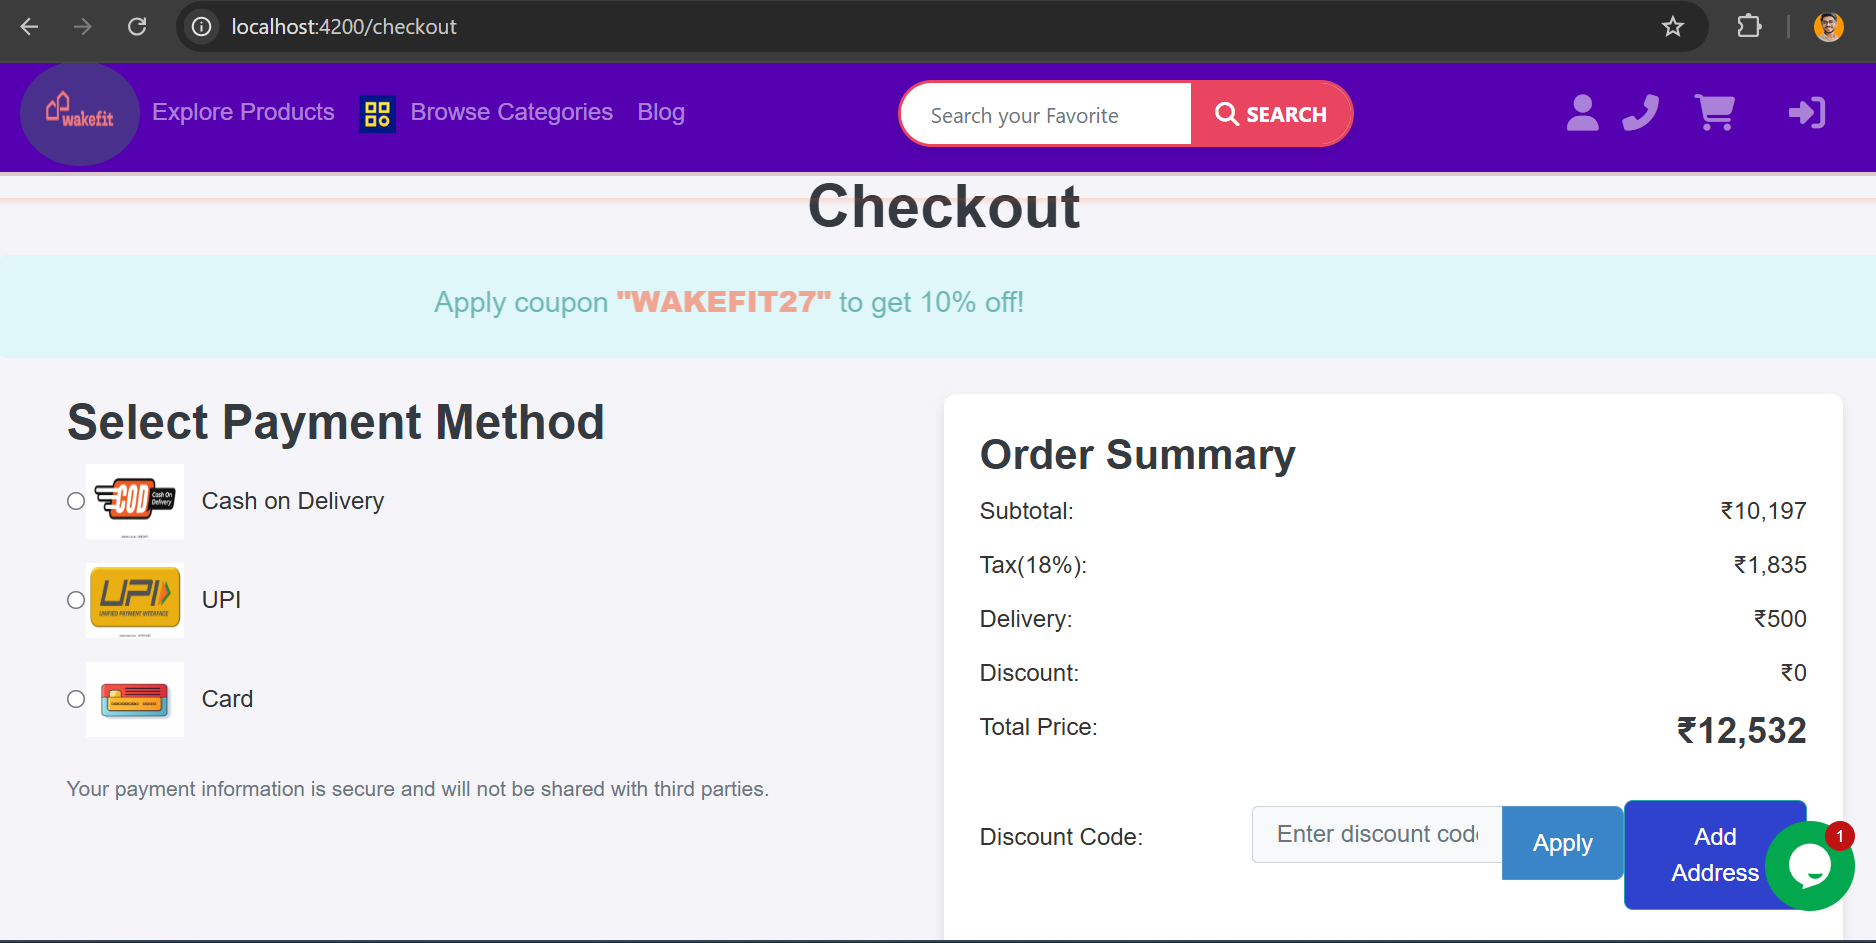 localhost:4200/checkout
wakefit
Explore Products
Browse Categories
Blog
Search your Favorite
SEARCH
Checkout
Apply coupon "WAKEFIT27" to get 10% off!
Select Payment Method
COD Cash On Delivery
Cash on Delivery
UPI
UNIFIED PAYMENT INTERFACE
UPI
Card
Your payment information is secure and will not be shared with third parties.
Order Summary
Subtotal: ₹10,197
Tax(18%): ₹1,835
Delivery: ₹500
Discount: ₹0
Total Price: ₹12,532
Discount Code:
Enter discount code
Apply
Add
Address
1